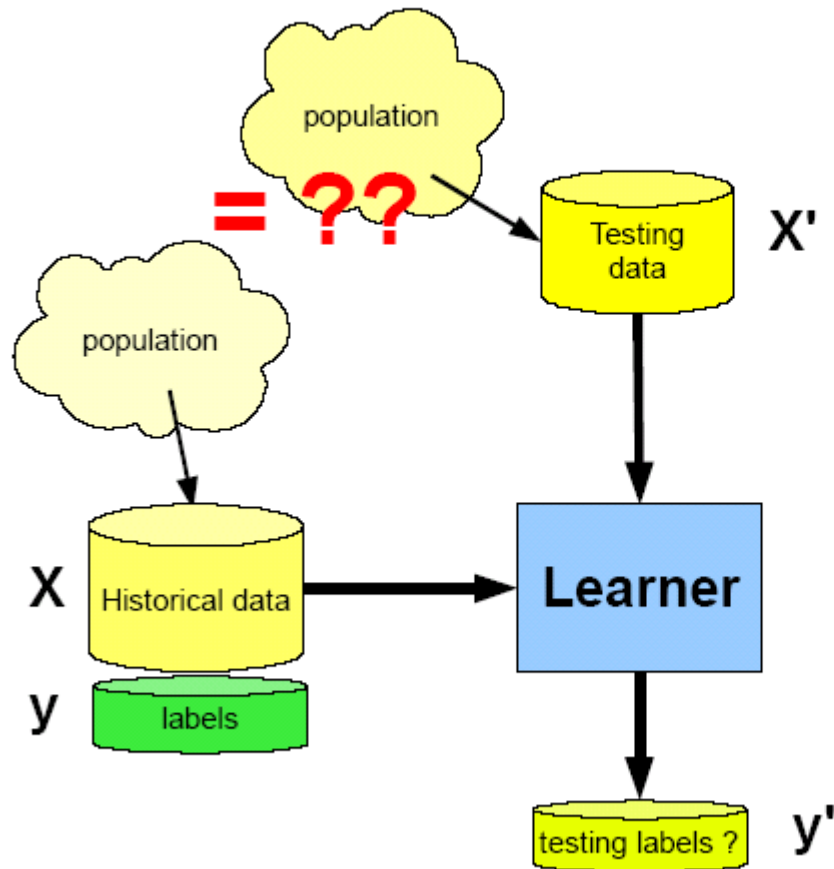 population
= ??
Testing
data
X'
population
X
Historical data
Learner
y
labels
testing labels ?
y'